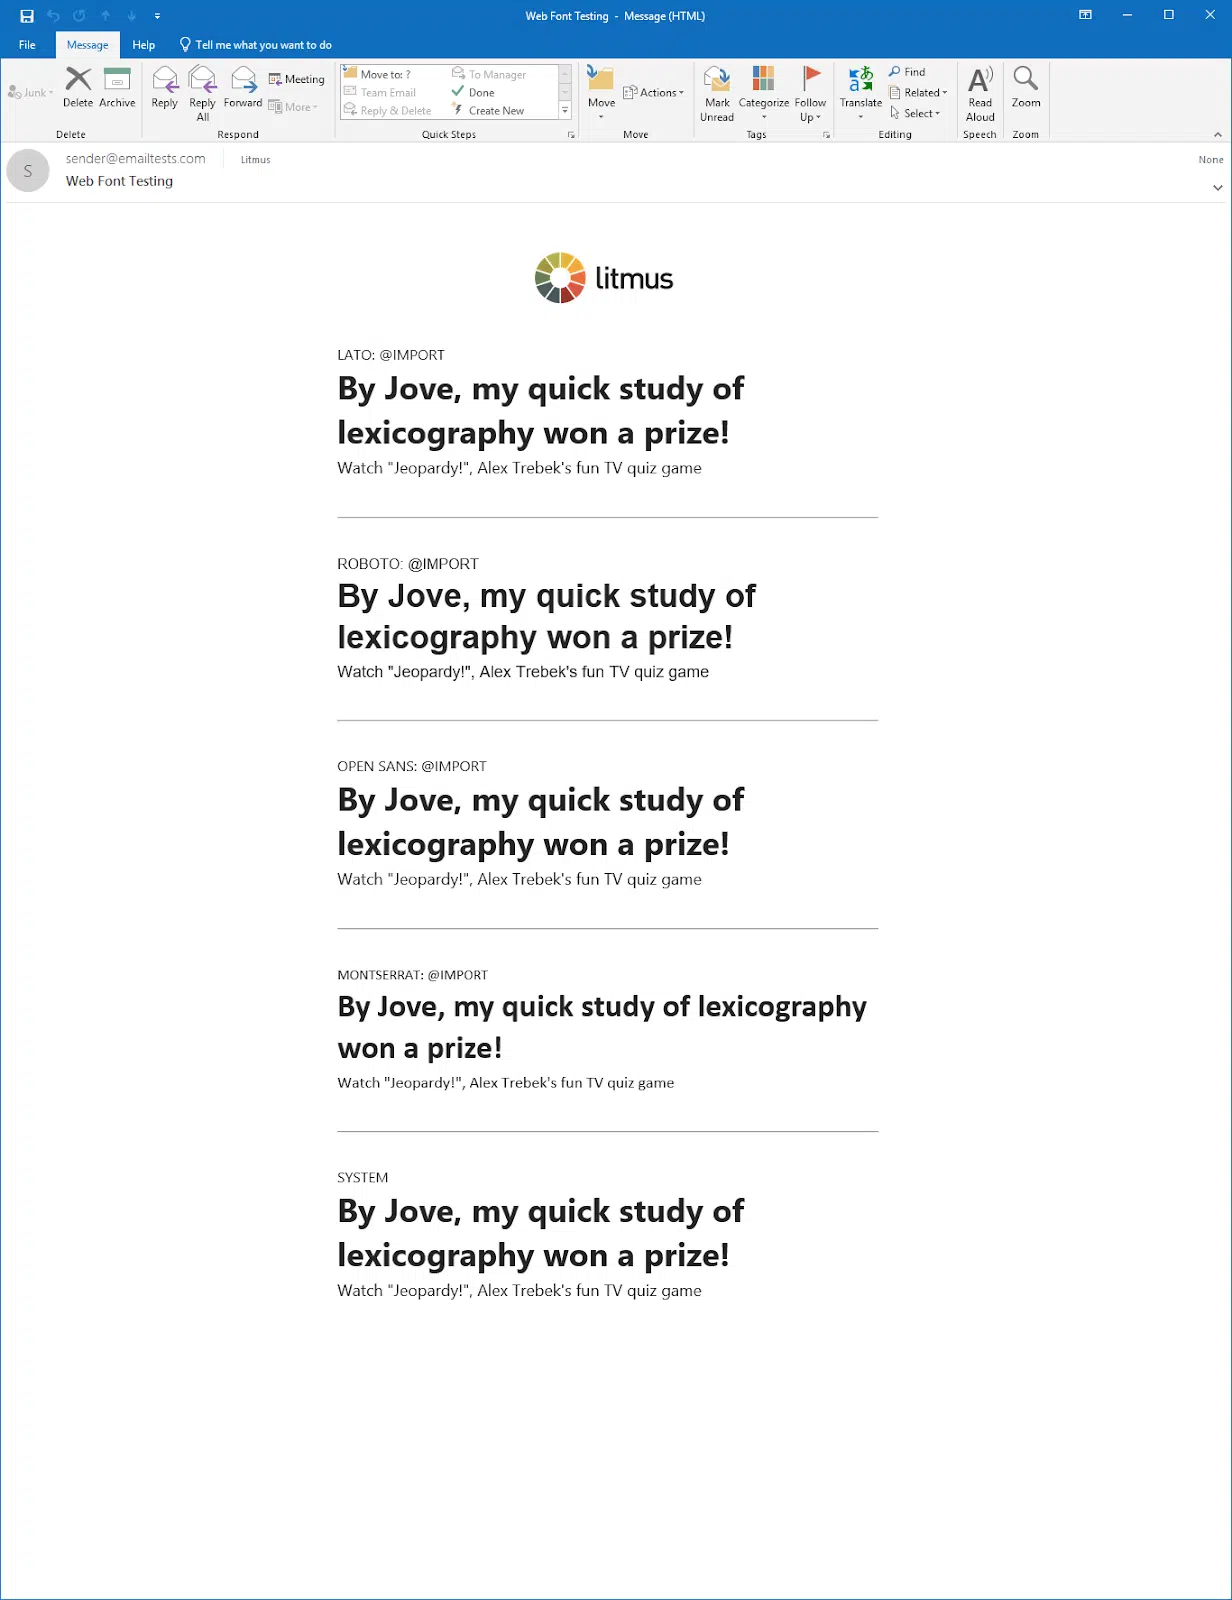 Web Font Testing - Message (HTML)
File Message Help Tell me what you want to do
Junk
Delete
Archive
Delete
Reply
Reply All
Forward
Meeting
More
Respond
Move to: ?
To Manager
Team Email
Done
Reply & Delete
Create New
Quick Steps
Move
Actions
Move
Mark Unread
Categorize
Follow Up
Tags
Translate
Find
Related
Select
Editing
Read Aloud
Speech
Zoom
Zoom
S
sender@emailtests.com Litmus None
Web Font Testing
litmus
LATO: @IMPORT
By Jove, my quick study of
lexicography won a prize!
Watch "Jeopardy!", Alex Trebek's fun TV quiz game
ROBOTO: @IMPORT
By Jove, my quick study of
lexicography won a prize!
Watch "Jeopardy!", Alex Trebek's fun TV quiz game
OPEN SANS: @IMPORT
By Jove, my quick study of
lexicography won a prize!
Watch "Jeopardy!", Alex Trebek's fun TV quiz game
MONTSERRAT: @IMPORT
By Jove, my quick study of lexicography
won a prize!
Watch "Jeopardy!", Alex Trebek's fun TV quiz game
SYSTEM
By Jove, my quick study of
lexicography won a prize!
Watch "Jeopardy!", Alex Trebek's fun TV quiz game